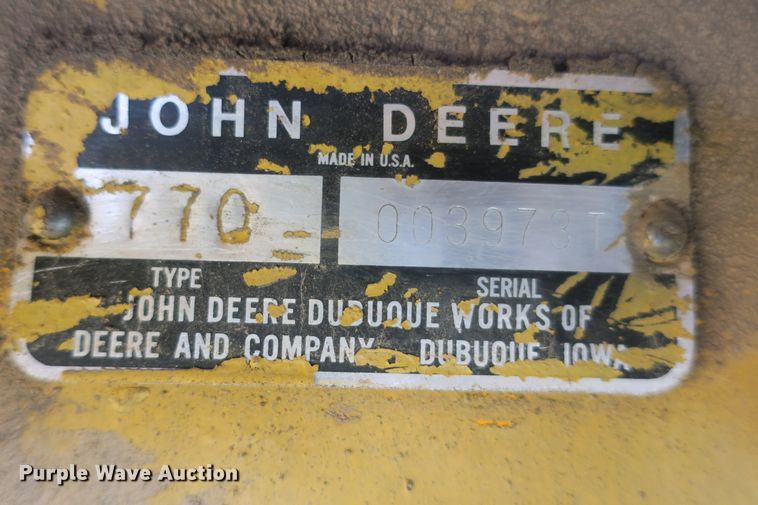 JOHN DEERE
MADE IN U.S.A.
770 003973T
TYPE SERIAL
JOHN DEERE DUBUQUE WORKS OF
DEERE AND COMPANY DUBUQUE, IOWA
Purple Wave Auction